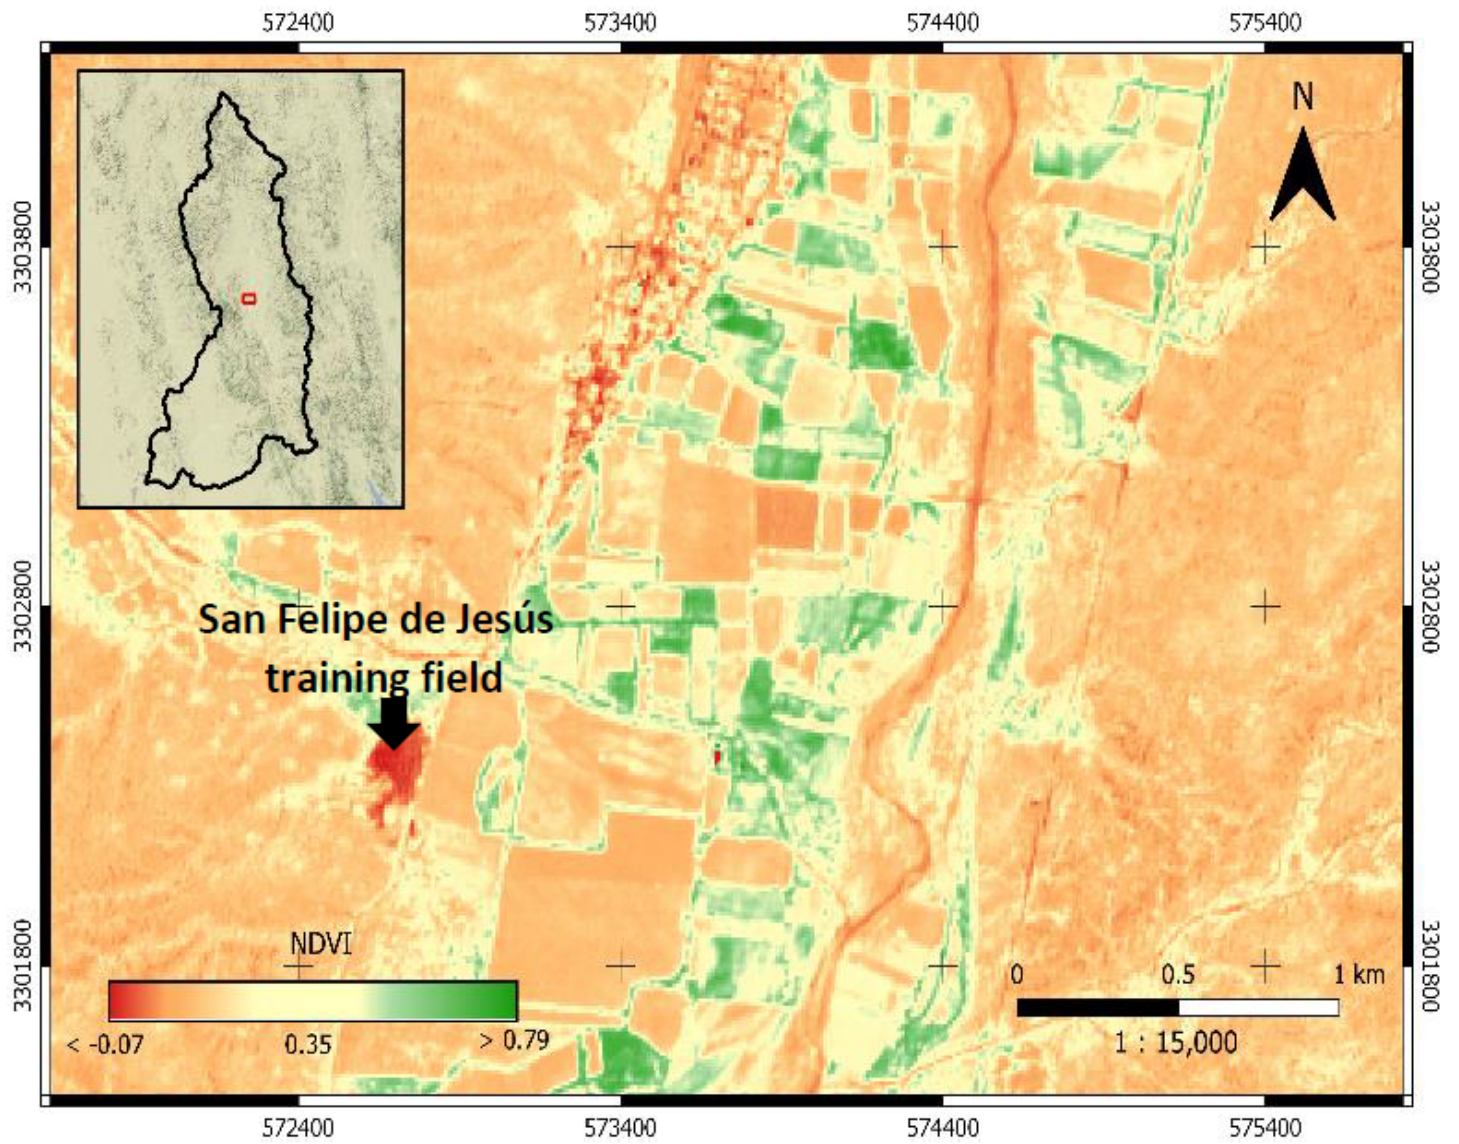 572400 573400 574400 575400
N
3303800 3303800
3302800 3302800
San Felipe de Jesús
training field
3301800 3301800
NDVI
< -0.07 0.35 > 0.79
0 0.5 1 km
1 : 15,000
572400 573400 574400 575400